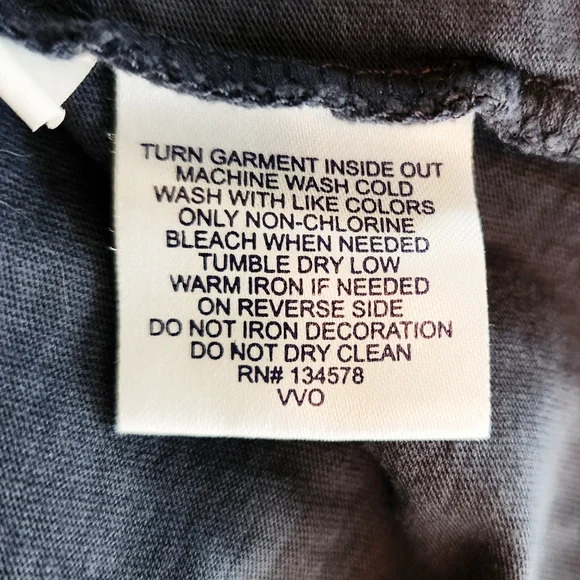 TURN GARMENT INSIDE OUT
MACHINE WASH COLD
WASH WITH LIKE COLORS
ONLY NON-CHLORINE
BLEACH WHEN NEEDED
TUMBLE DRY LOW
WARM IRON IF NEEDED
ON REVERSE SIDE
DO NOT IRON DECORATION
DO NOT DRY CLEAN
RN# 134578
VVO